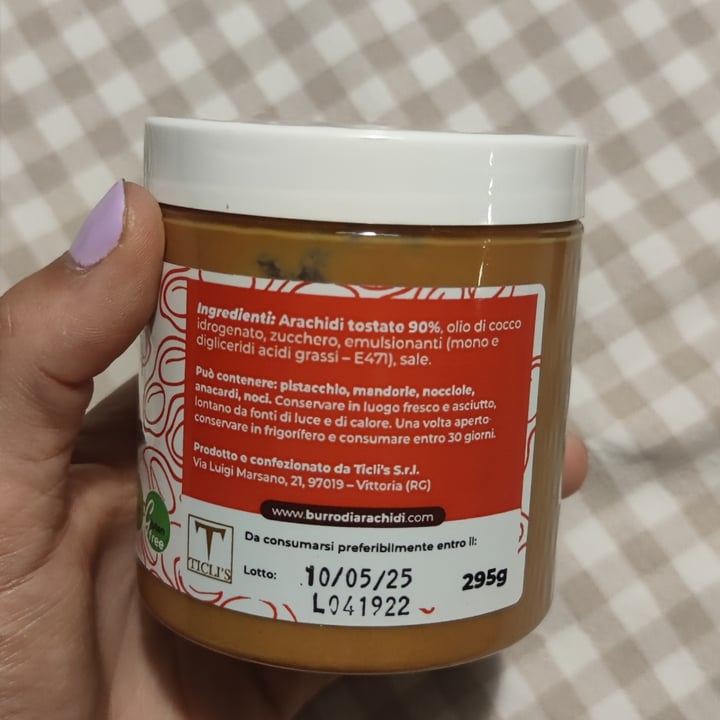 Ingredienti: Arachidi tostate 90%, olio di cocco
idrogenato, zucchero, emulsionanti (mono e
digliceridi acidi grassi – E471), sale.
Può contenere: pistacchio, mandorle, nocciole,
anacardi, noci. Conservare in luogo fresco e asciutto,
lontano da fonti di luce e di calore. Una volta aperto
conservare in frigorifero e consumare entro 30 giorni.
Prodotto e confezionato da Ticli's S.r.l.
Via Luigi Marsano, 21, 97019 – Vittoria (RG)
www.burrodiarachidi.com
free
T
TICLI'S
Da consumarsi preferibilmente entro il:
Lotto: 10/05/25
L041922
295g